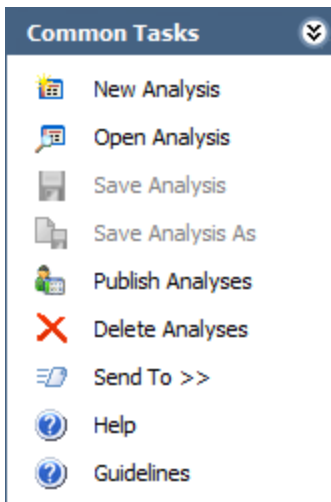 Common Tasks
New Analysis
Open Analysis
Save Analysis
Save Analysis As
Publish Analyses
Delete Analyses
Send To >>
Help
Guidelines